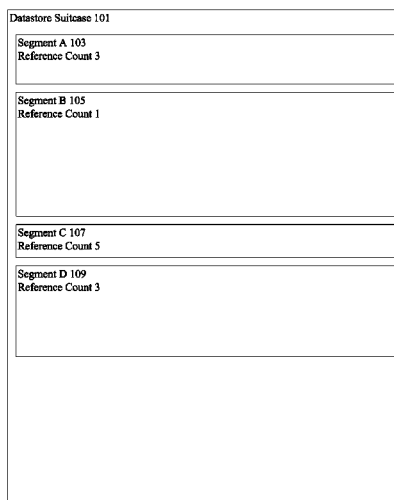 Datastore Suitcase 101
Segment A 103
Reference Count 3
Segment B 105
Reference Count 1
Segment C 107
Reference Count 5
Segment D 109
Reference Count 3